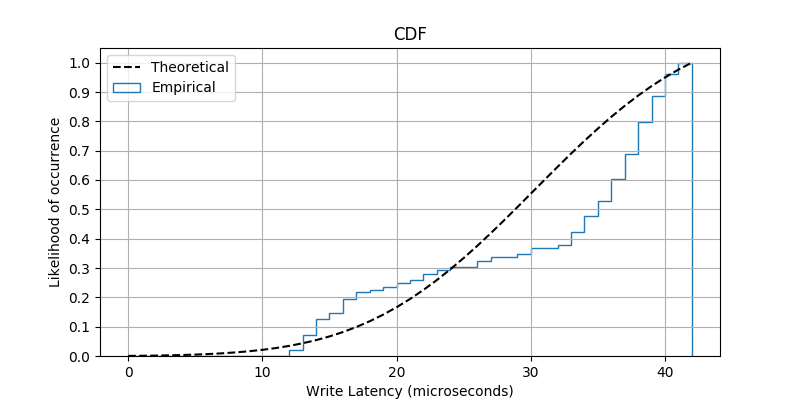 CDF
Theoretical
Empirical
Likelihood of occurrence
1.0
0.9
0.8
0.7
0.6
0.5
0.4
0.3
0.2
0.1
0.0
0 10 20 30 40
Write Latency (microseconds)